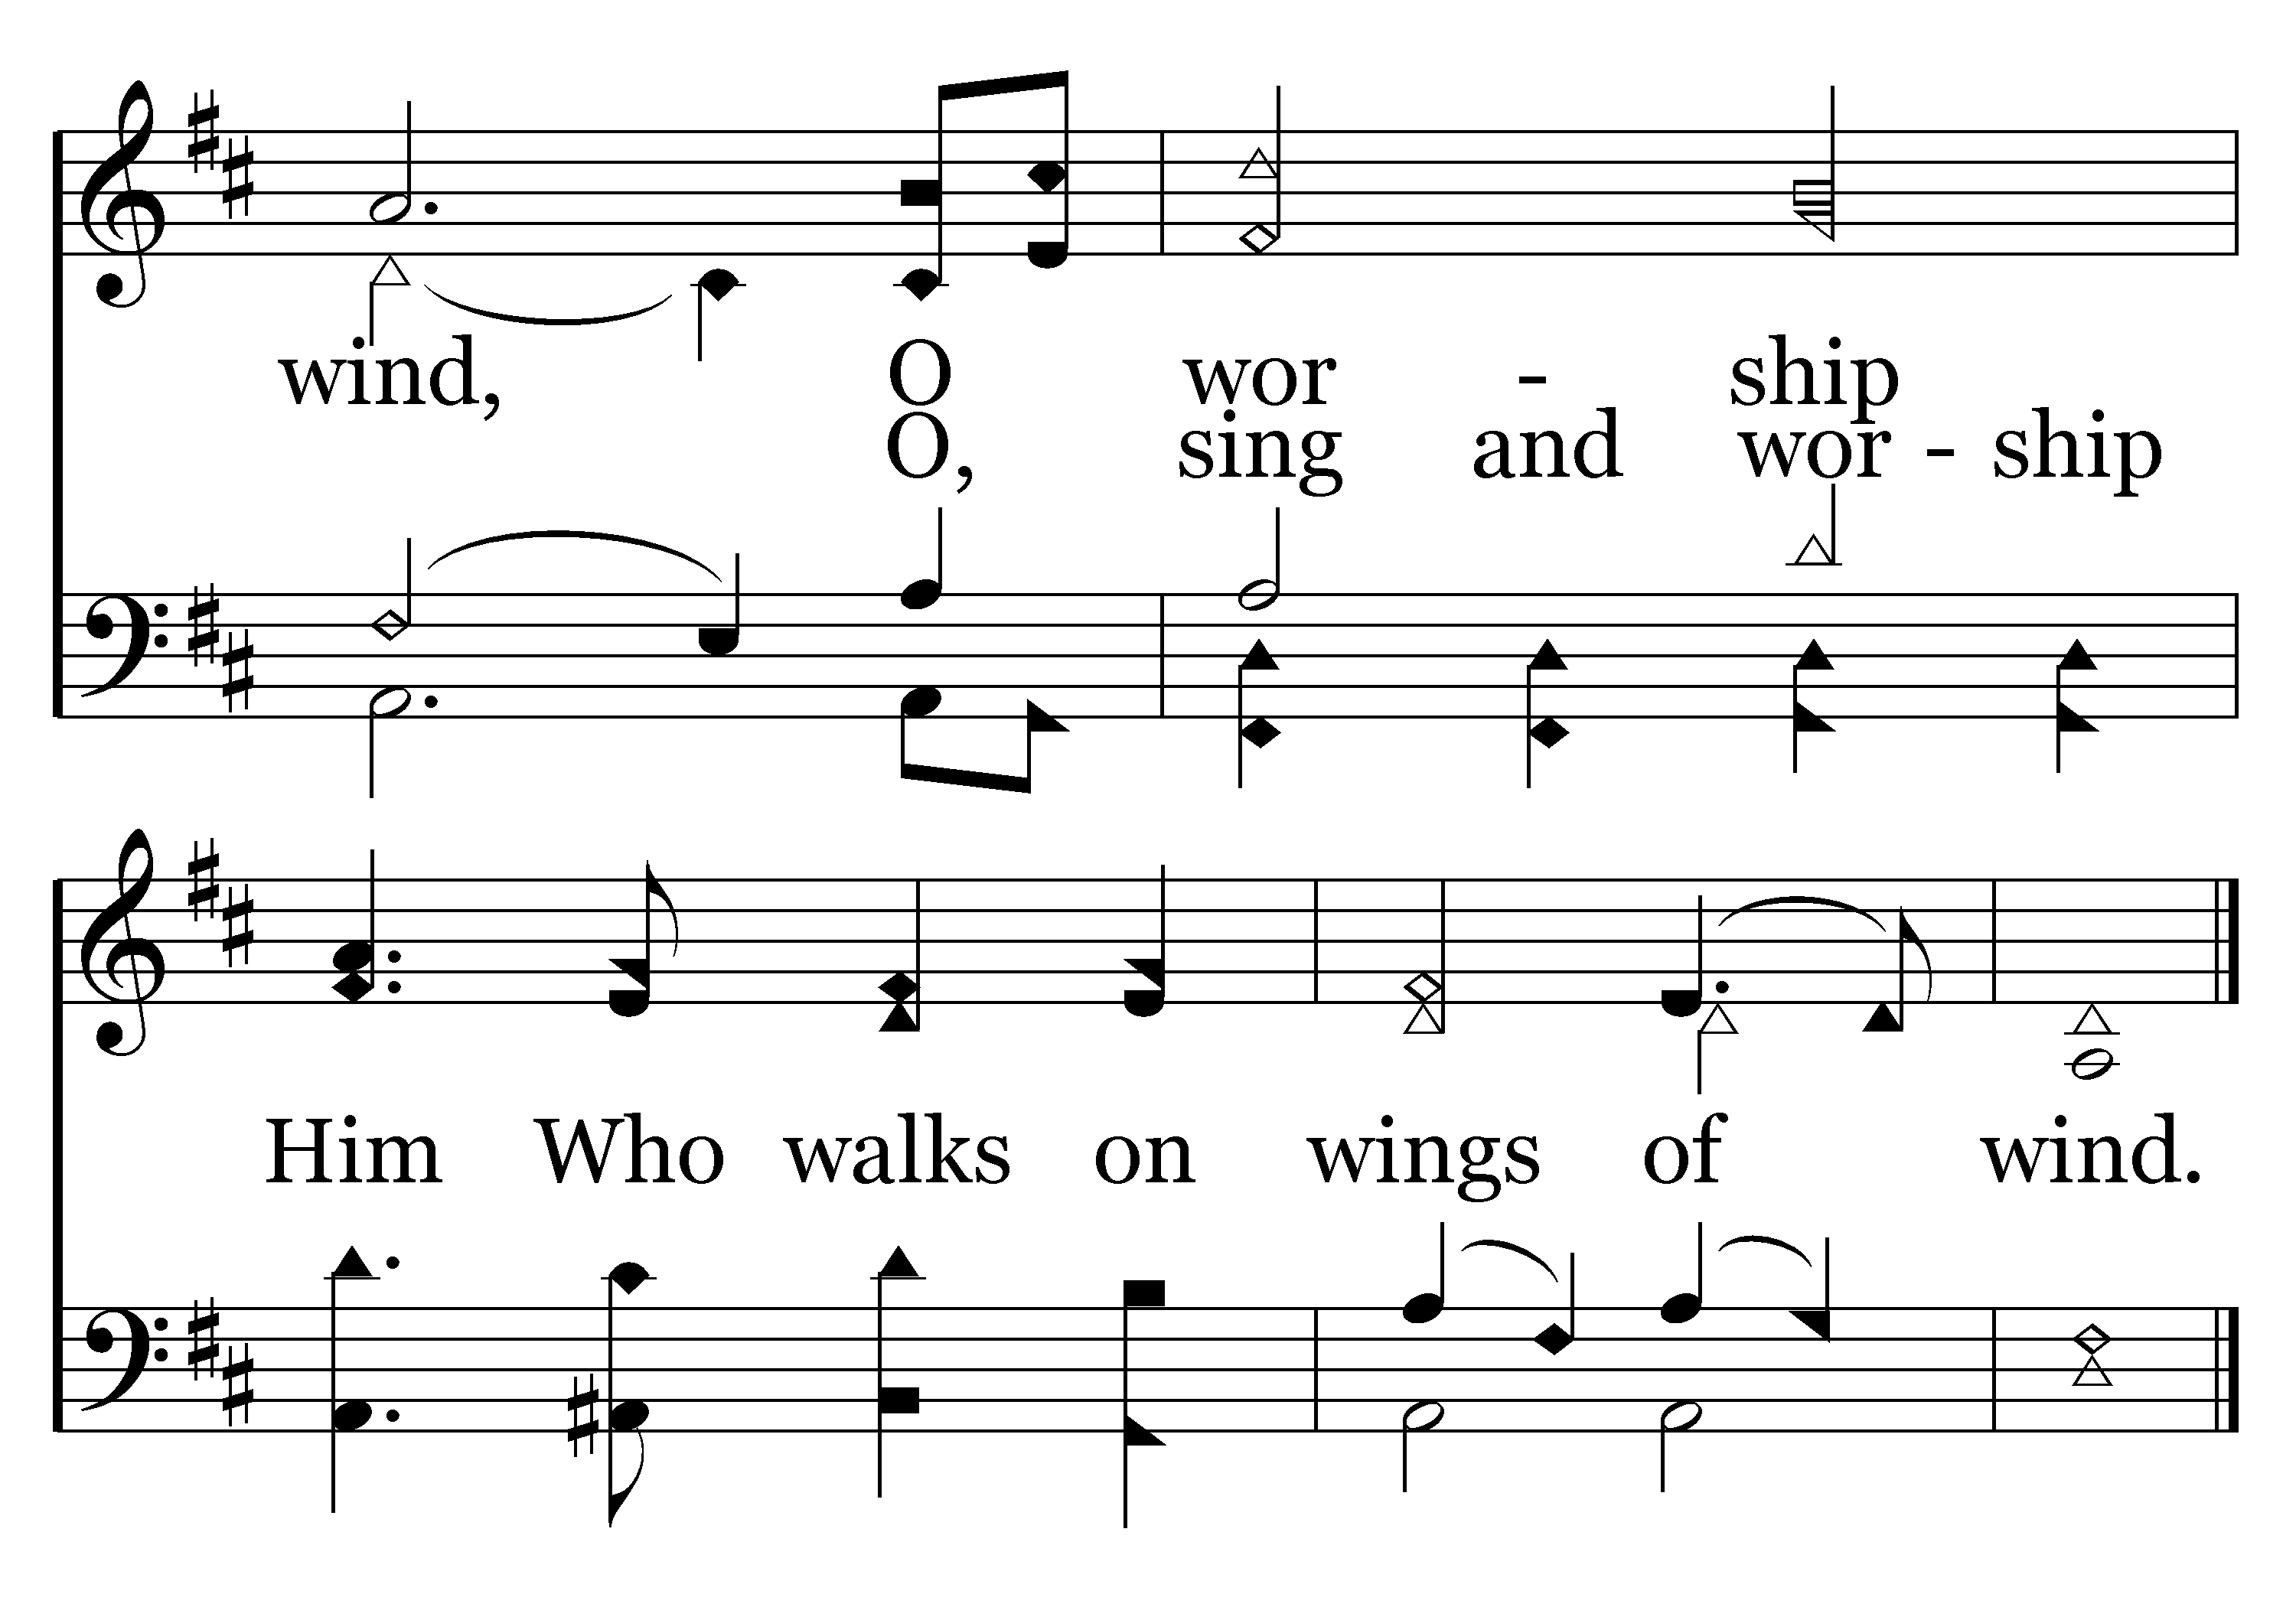 wind, O wor - ship
O, sing and wor - ship
Him Who walks on wings of wind.